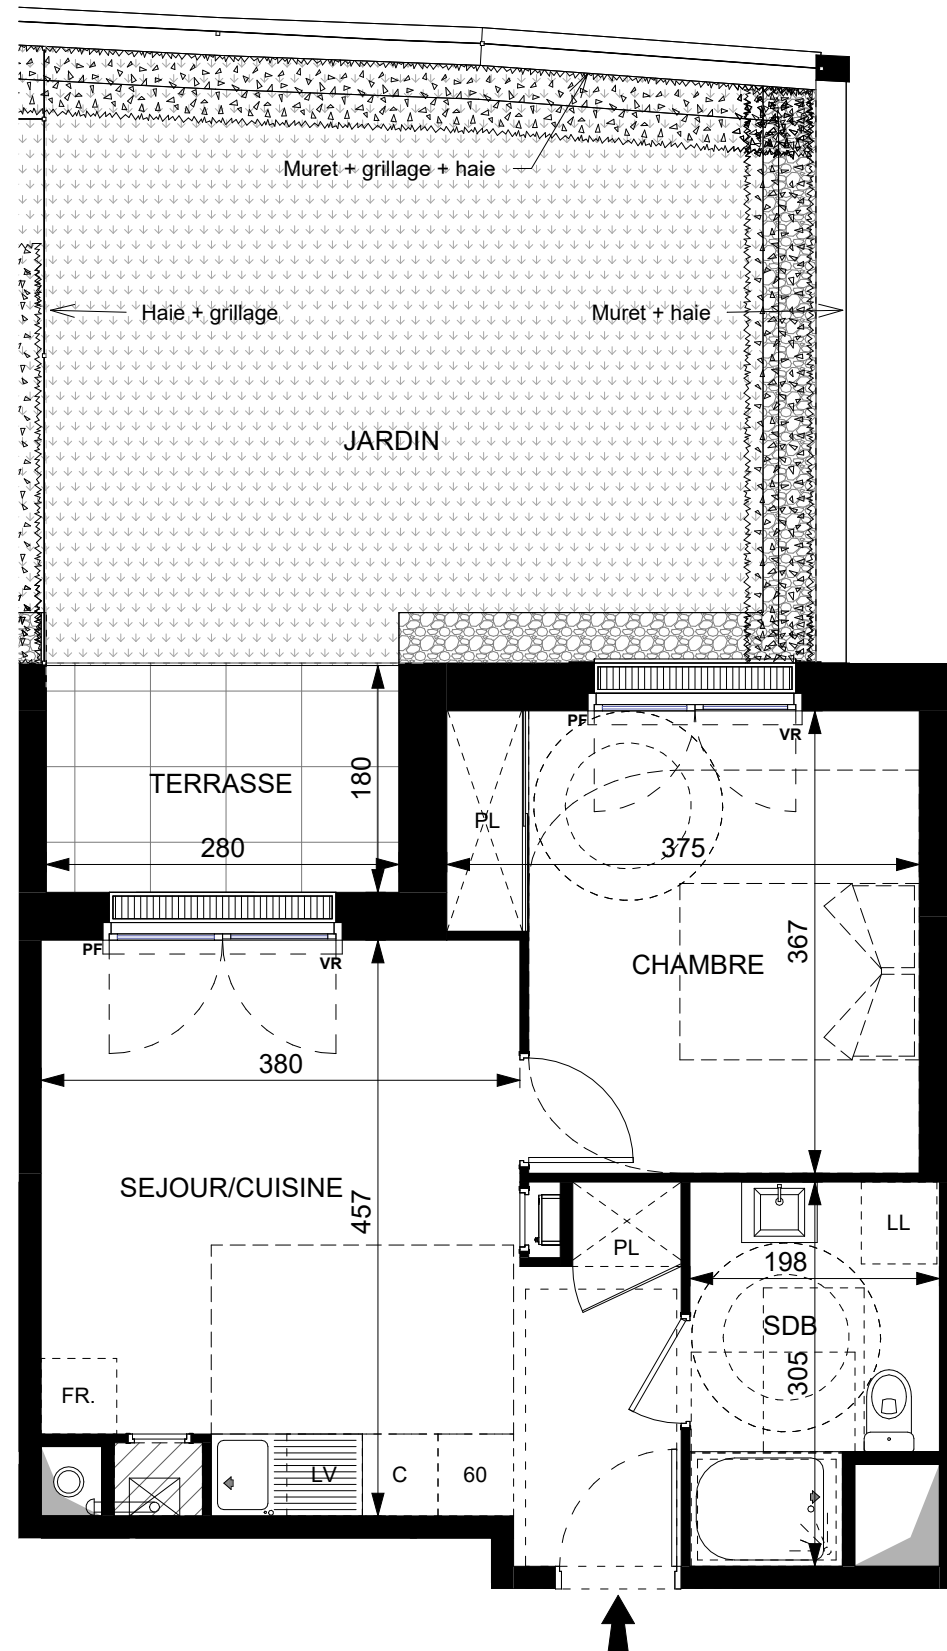 Muret + grillage + haie
Haie + grillage
Muret + haie
JARDIN
TERRASSE
180
280
PF
VR
PL
375
367
CHAMBRE
PF
VR
380
SEJOUR/CUISINE
457
PL
LL
198
SDB
305
FR.
LV
C
60